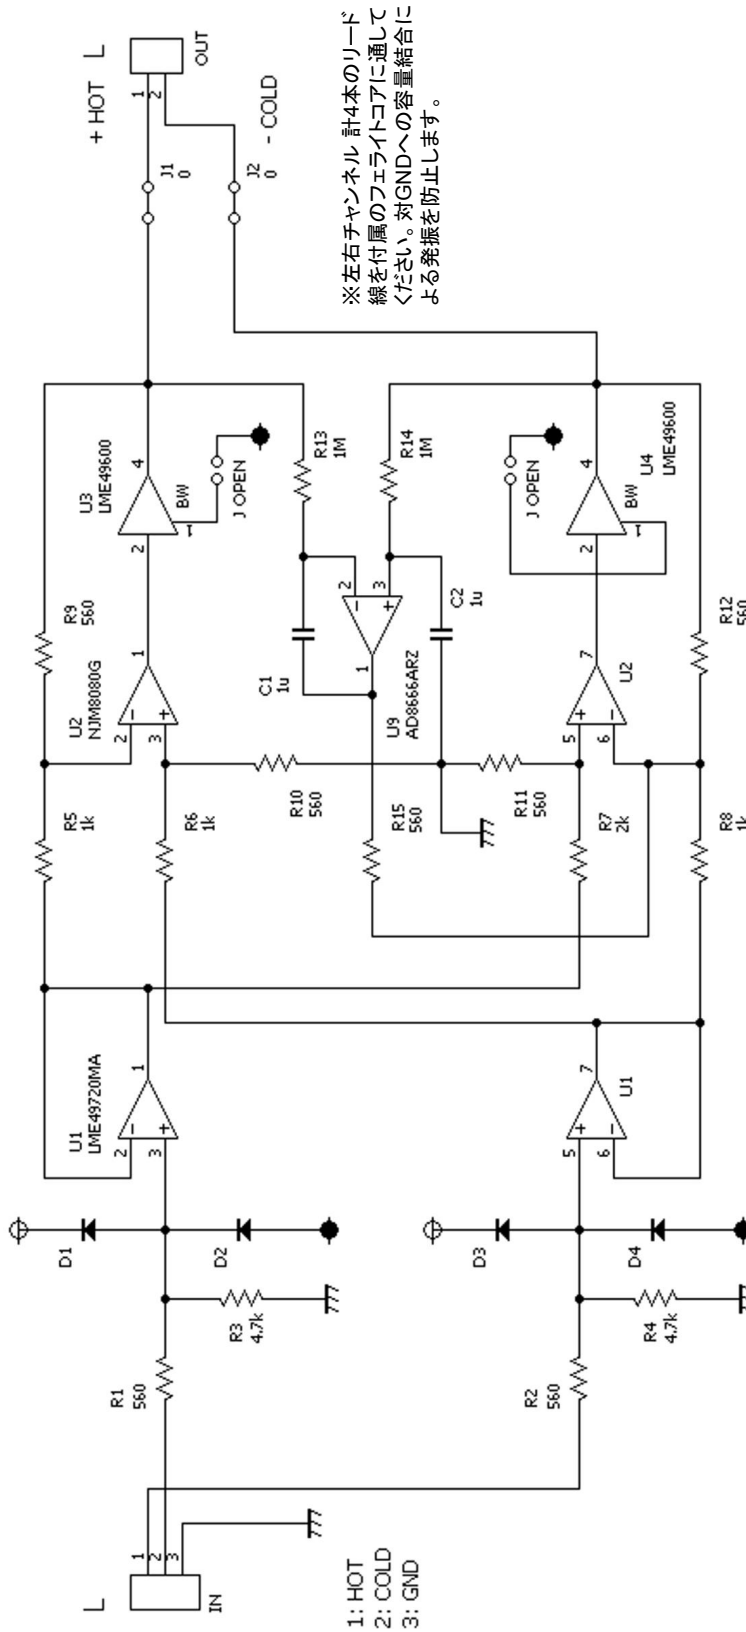 L
IN
1
2
3
1: HOT
2: COLD
3: GND
R1
560
R3
4.7k
D1
D2
U1
LME49720MA
2
3
1
R2
560
R4
4.7k
D3
D4
5
6
7
U1
R5
1k
R6
1k
R7
2k
R8
1k
R9
560
U2
NJM8080G
2
3
1
R10
560
R15
560
R11
560
5
6
7
U2
R12
560
U3
LME49600
2
4
BW
1
J OPEN
R13
1M
C1
1u
2
3
1
U9
AD8666ARZ
C2
1u
R14
1M
J OPEN
2
4
BW
1
U4
LME49600
J1
0
J2
0
+ HOT
L
1
2
OUT
- COLD
※左右チャンネル 計4本のリード
線を付属のフェライトコアに通して
ください。対GNDへの容量結合に
よる発振を防止します。